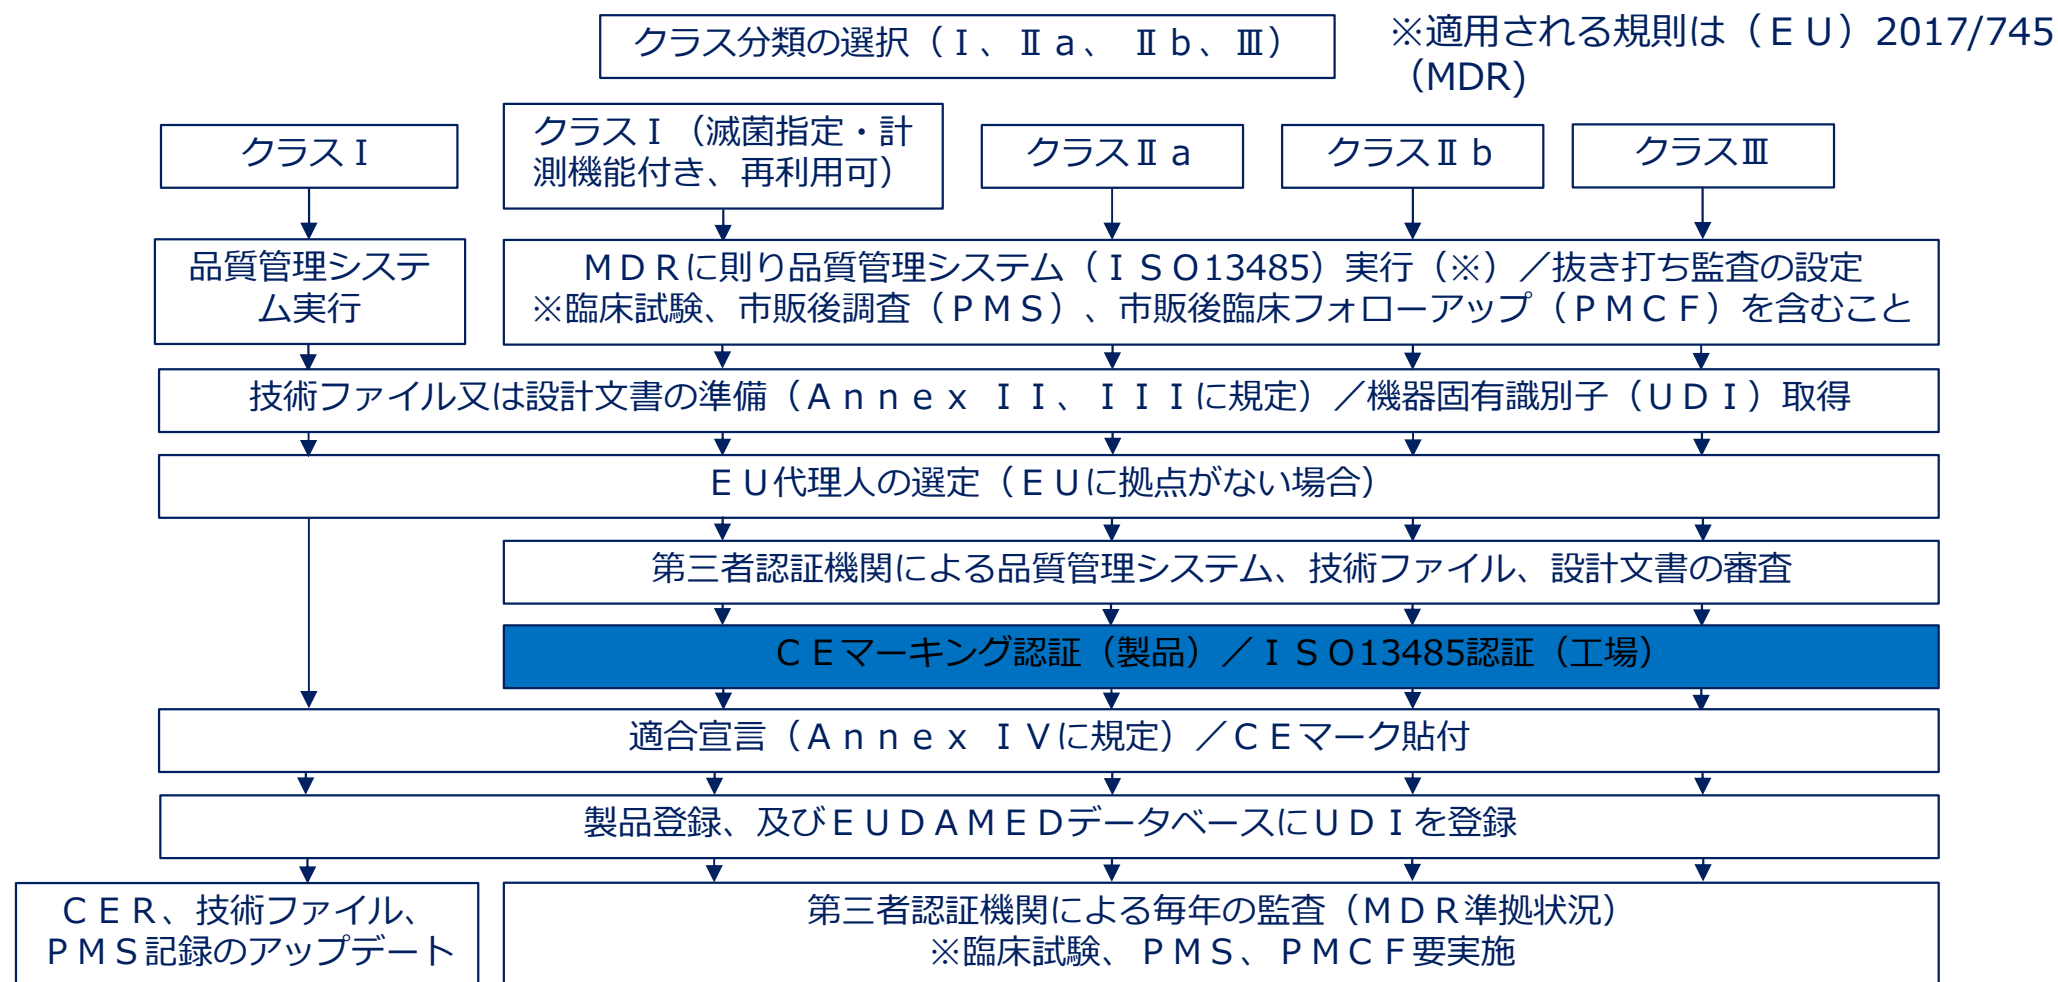 クラス分類の選択（Ⅰ、Ⅱａ、 Ⅱｂ、Ⅲ）
※適用される規則は（ＥＵ）2017/745
（MDR)
クラスⅠ
クラスⅠ（滅菌指定・計
測機能付き、再利用可）
クラスⅡａ
クラスⅡｂ
クラスⅢ
品質管理システ
ム実行
ＭＤＲに則り品質管理システム（ＩＳＯ13485）実行（※）／抜き打ち監査の設定
※臨床試験、市販後調査（ＰＭＳ）、市販後臨床フォローアップ（ＰＭＣＦ）を含むこと
技術ファイル又は設計文書の準備（Ａｎｎｅｘ ＩＩ、ＩＩＩに規定）／機器固有識別子（ＵＤＩ）取得
ＥＵ代理人の選定（ＥＵに拠点がない場合）
第三者認証機関による品質管理システム、技術ファイル、設計文書の審査
ＣＥマーキング認証（製品）／ＩＳＯ13485認証（工場）
適合宣言（Ａｎｎｅｘ ＩＶに規定）／ＣＥマーク貼付
製品登録、及びＥＵＤＡＭＥＤデータベースにＵＤＩを登録
ＣＥＲ、技術ファイル、
ＰＭＳ記録のアップデート
第三者認証機関による毎年の監査（ＭＤＲ準拠状況）
※臨床試験、ＰＭＳ、ＰＭＣＦ要実施